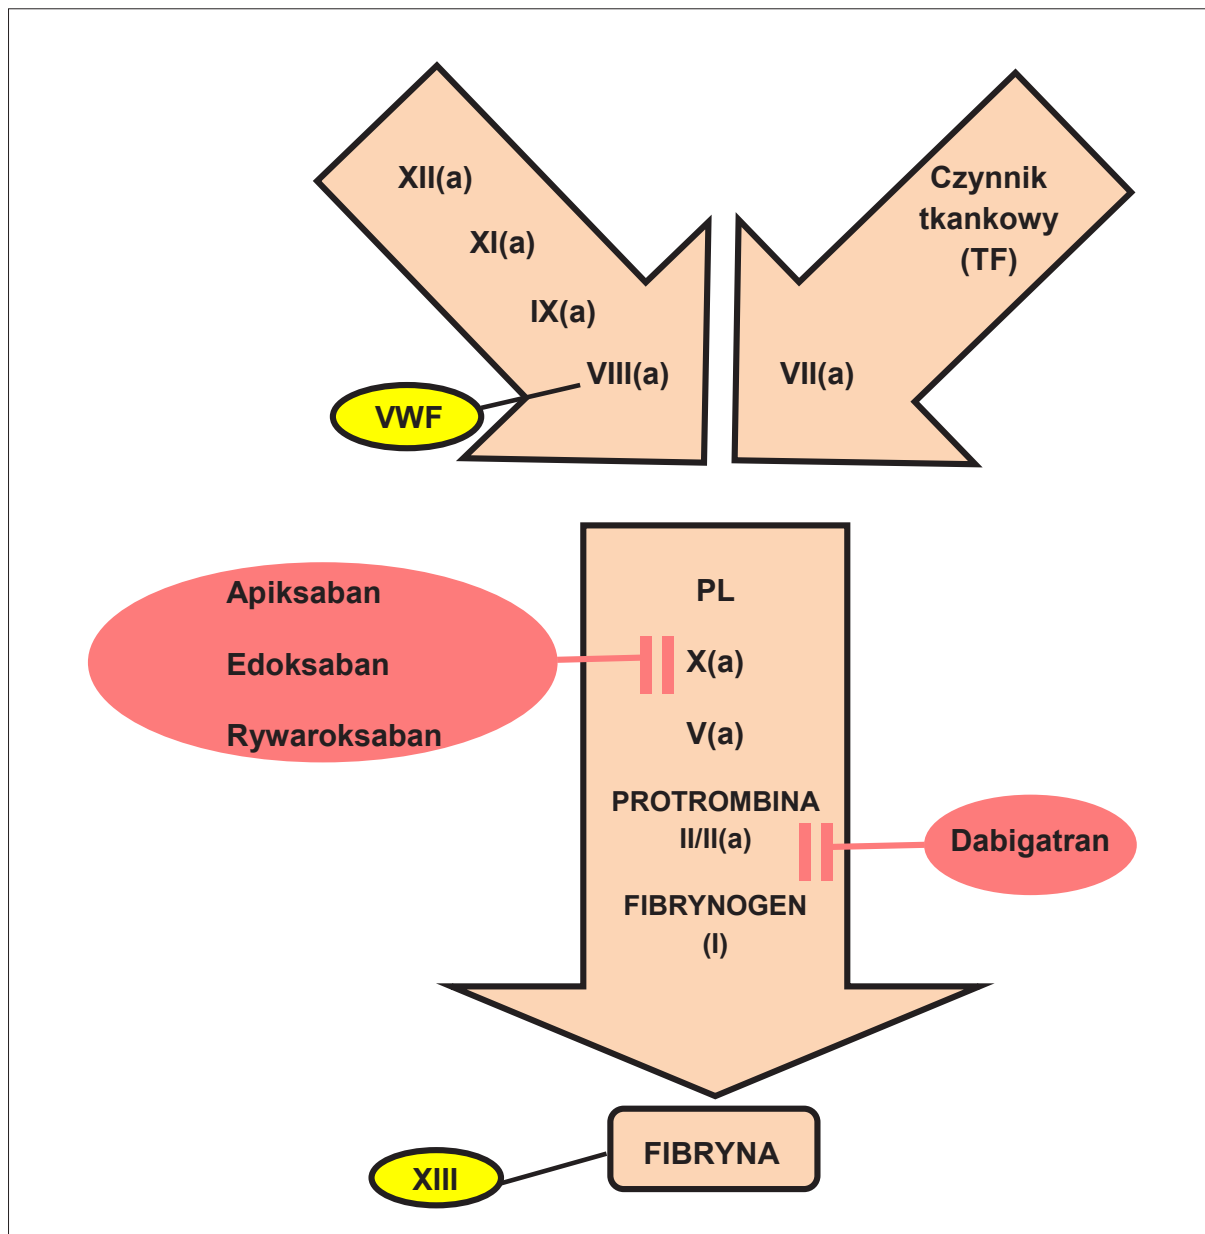 XII(a)
XI(a)
IX(a)
VIII(a)
VWF
Czynnik
tkankowy
(TF)
VII(a)
Apiksaban
Edoksaban
Rywaroksaban
PL
X(a)
V(a)
PROTROMBINA
II/II(a)
FIBRYNOGEN
(I)
Dabigatran
FIBRYNA
XIII